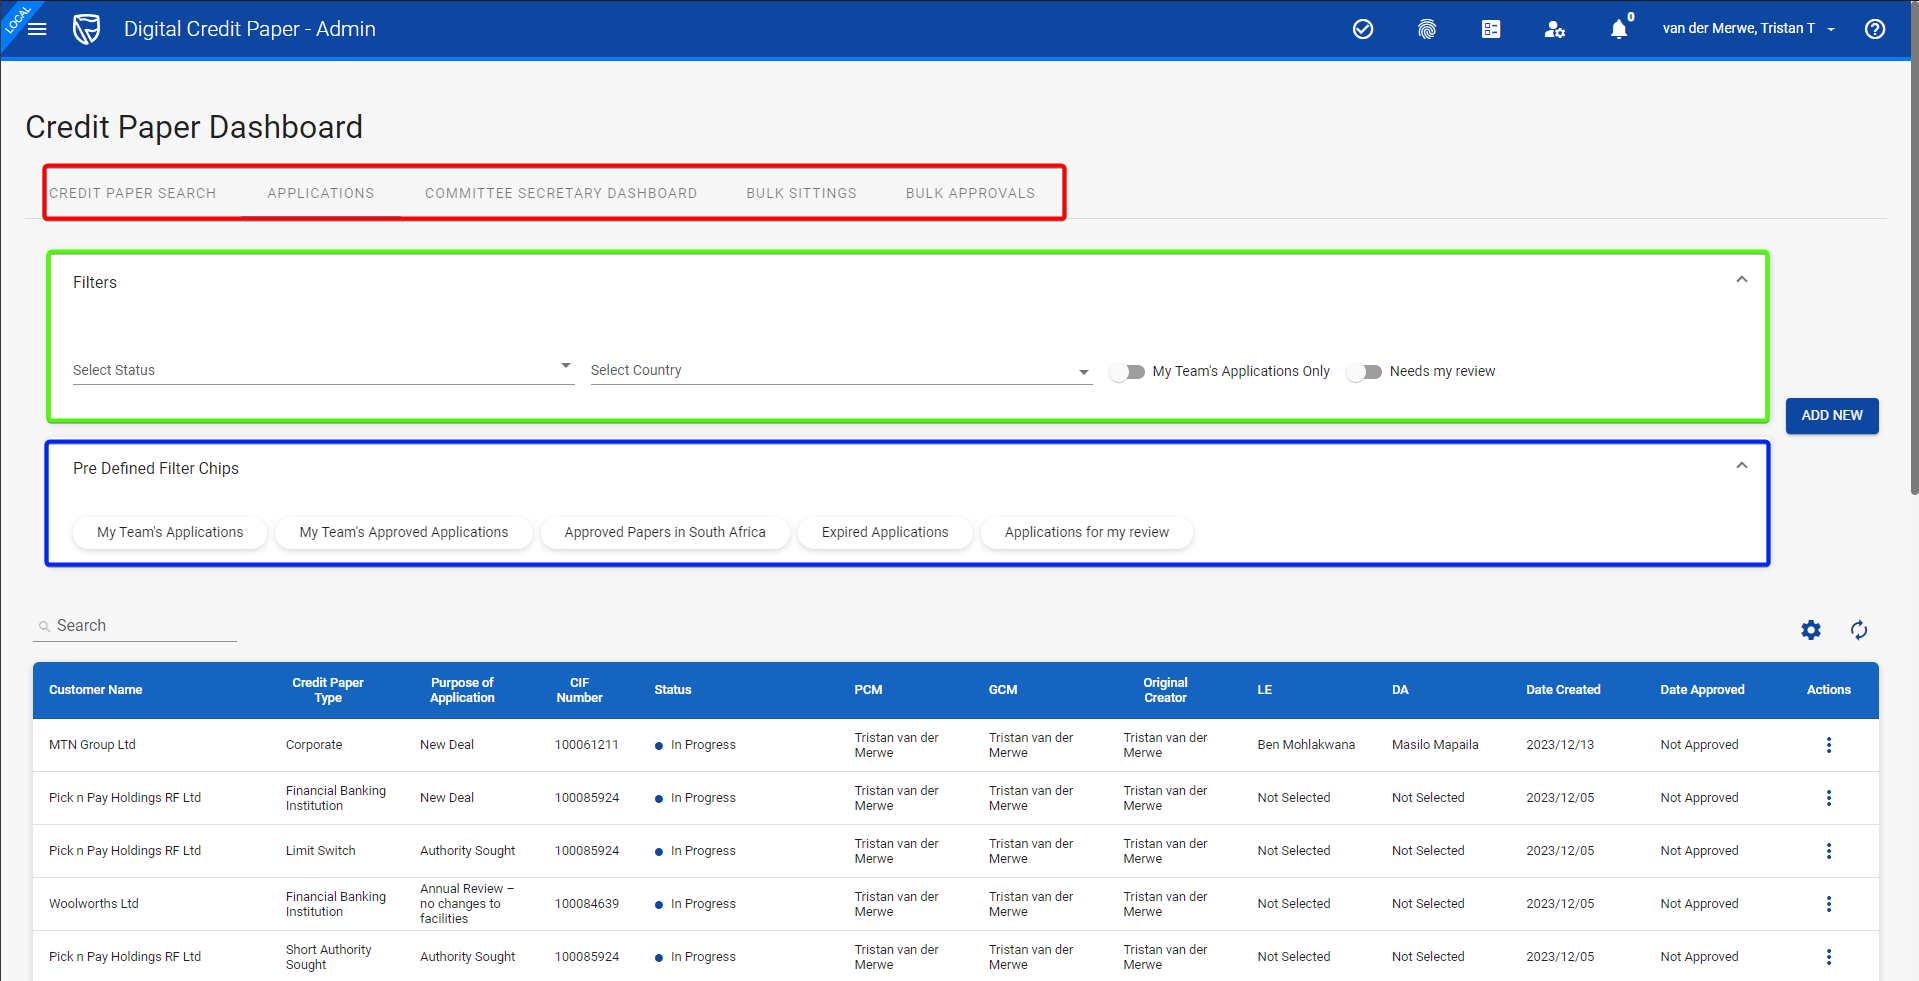 LOCAL
Digital Credit Paper - Admin
0
van der Merwe, Tristan T
Credit Paper Dashboard
CREDIT PAPER SEARCH APPLICATIONS COMMITTEE SECRETARY DASHBOARD BULK SITTINGS BULK APPROVALS
Filters
Select Status Select Country My Team's Applications Only Needs my review
ADD NEW
Pre Defined Filter Chips
My Team's Applications My Team's Approved Applications Approved Papers in South Africa Expired Applications Applications for my review
Search
Customer Name Credit Paper Type Purpose of Application CIF Number Status PCM GCM Original Creator LE DA Date Created Date Approved Actions
MTN Group Ltd Corporate New Deal 100061211 In Progress Tristan van der Merwe Tristan van der Merwe Tristan van der Merwe Ben Mohlakwana Masilo Mapaila 2023/12/13 Not Approved
Pick n Pay Holdings RF Ltd Financial Banking Institution New Deal 100085924 In Progress Tristan van der Merwe Tristan van der Merwe Tristan van der Merwe Not Selected Not Selected 2023/12/05 Not Approved
Pick n Pay Holdings RF Ltd Limit Switch Authority Sought 100085924 In Progress Tristan van der Merwe Tristan van der Merwe Tristan van der Merwe Not Selected Not Selected 2023/12/05 Not Approved
Woolworths Ltd Financial Banking Institution Annual Review – no changes to facilities 100084639 In Progress Tristan van der Merwe Tristan van der Merwe Tristan van der Merwe Not Selected Not Selected 2023/12/05 Not Approved
Pick n Pay Holdings RF Ltd Short Authority Sought Authority Sought 100085924 In Progress Tristan van der Merwe Tristan van der Merwe Tristan van der Merwe Not Selected Not Selected 2023/12/05 Not Approved